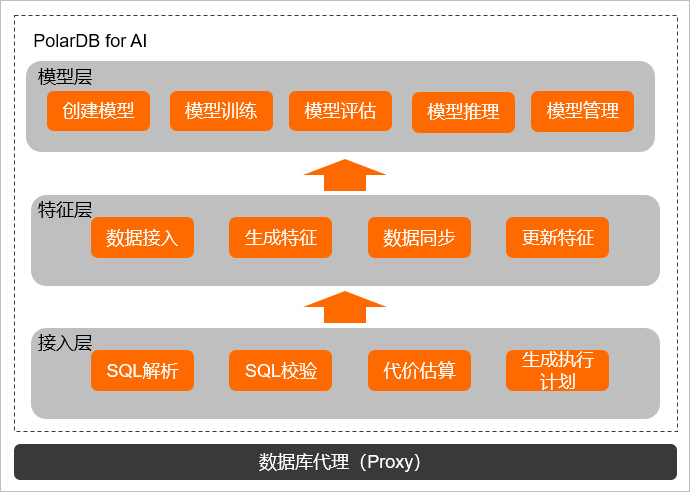 PolarDB for AI
模型层
创建模型
模型训练
模型评估
模型推理
模型管理
特征层
数据接入
生成特征
数据同步
更新特征
接入层
SQL解析
SQL校验
代价估算
生成执行
计划
数据库代理（Proxy）